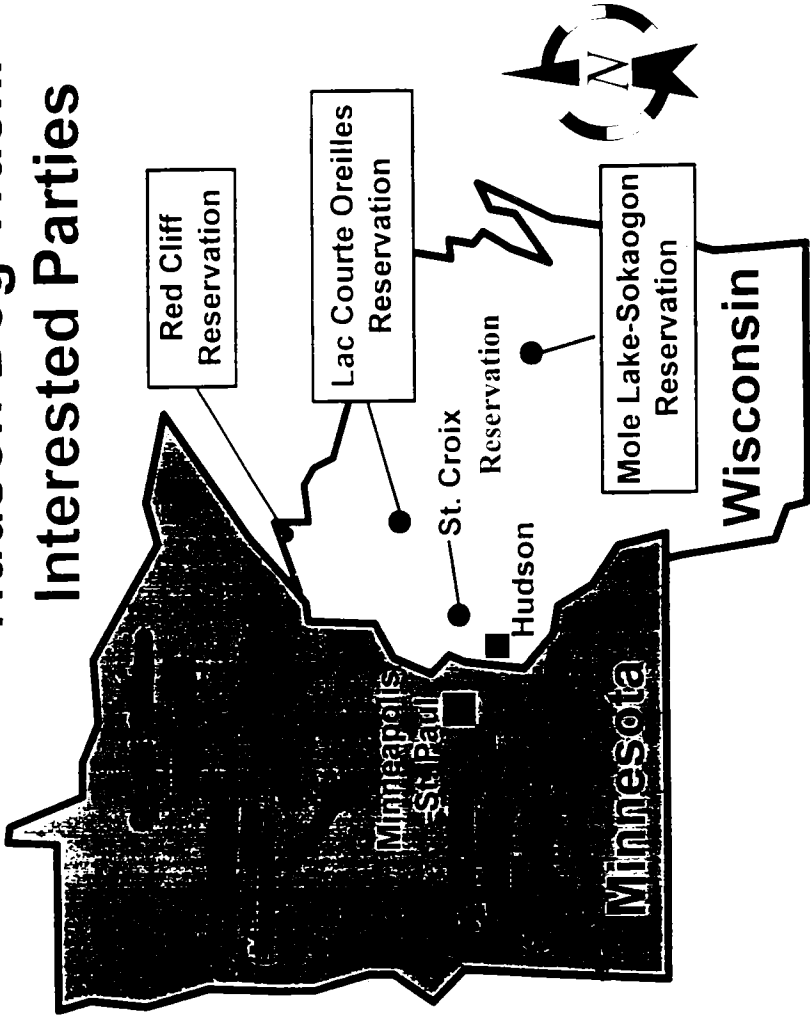 Interested Parties
Red Cliff
Reservation
Lac Courte Oreilles
Reservation
St. Croix
Reservation
Mole Lake-Sokaogon
Reservation
Hudson
Minneapolis
St. Paul
Minnesota
Wisconsin
N